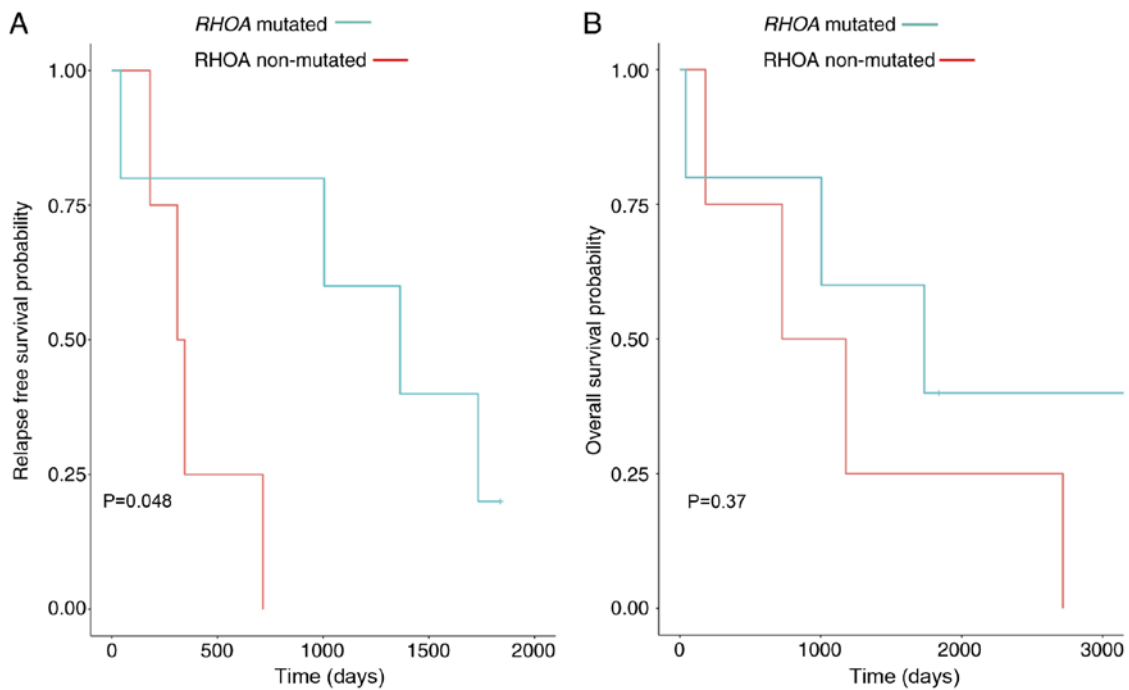 A
RHOA mutated
RHOA non-mutated
1.00
0.75
0.50
0.25
0.00
Relapse free survival probability
P=0.048
0
500
1000
1500
2000
Time (days)
B
RHOA mutated
RHOA non-mutated
1.00
0.75
0.50
0.25
0.00
Overall survival probability
P=0.37
0
1000
2000
3000
Time (days)